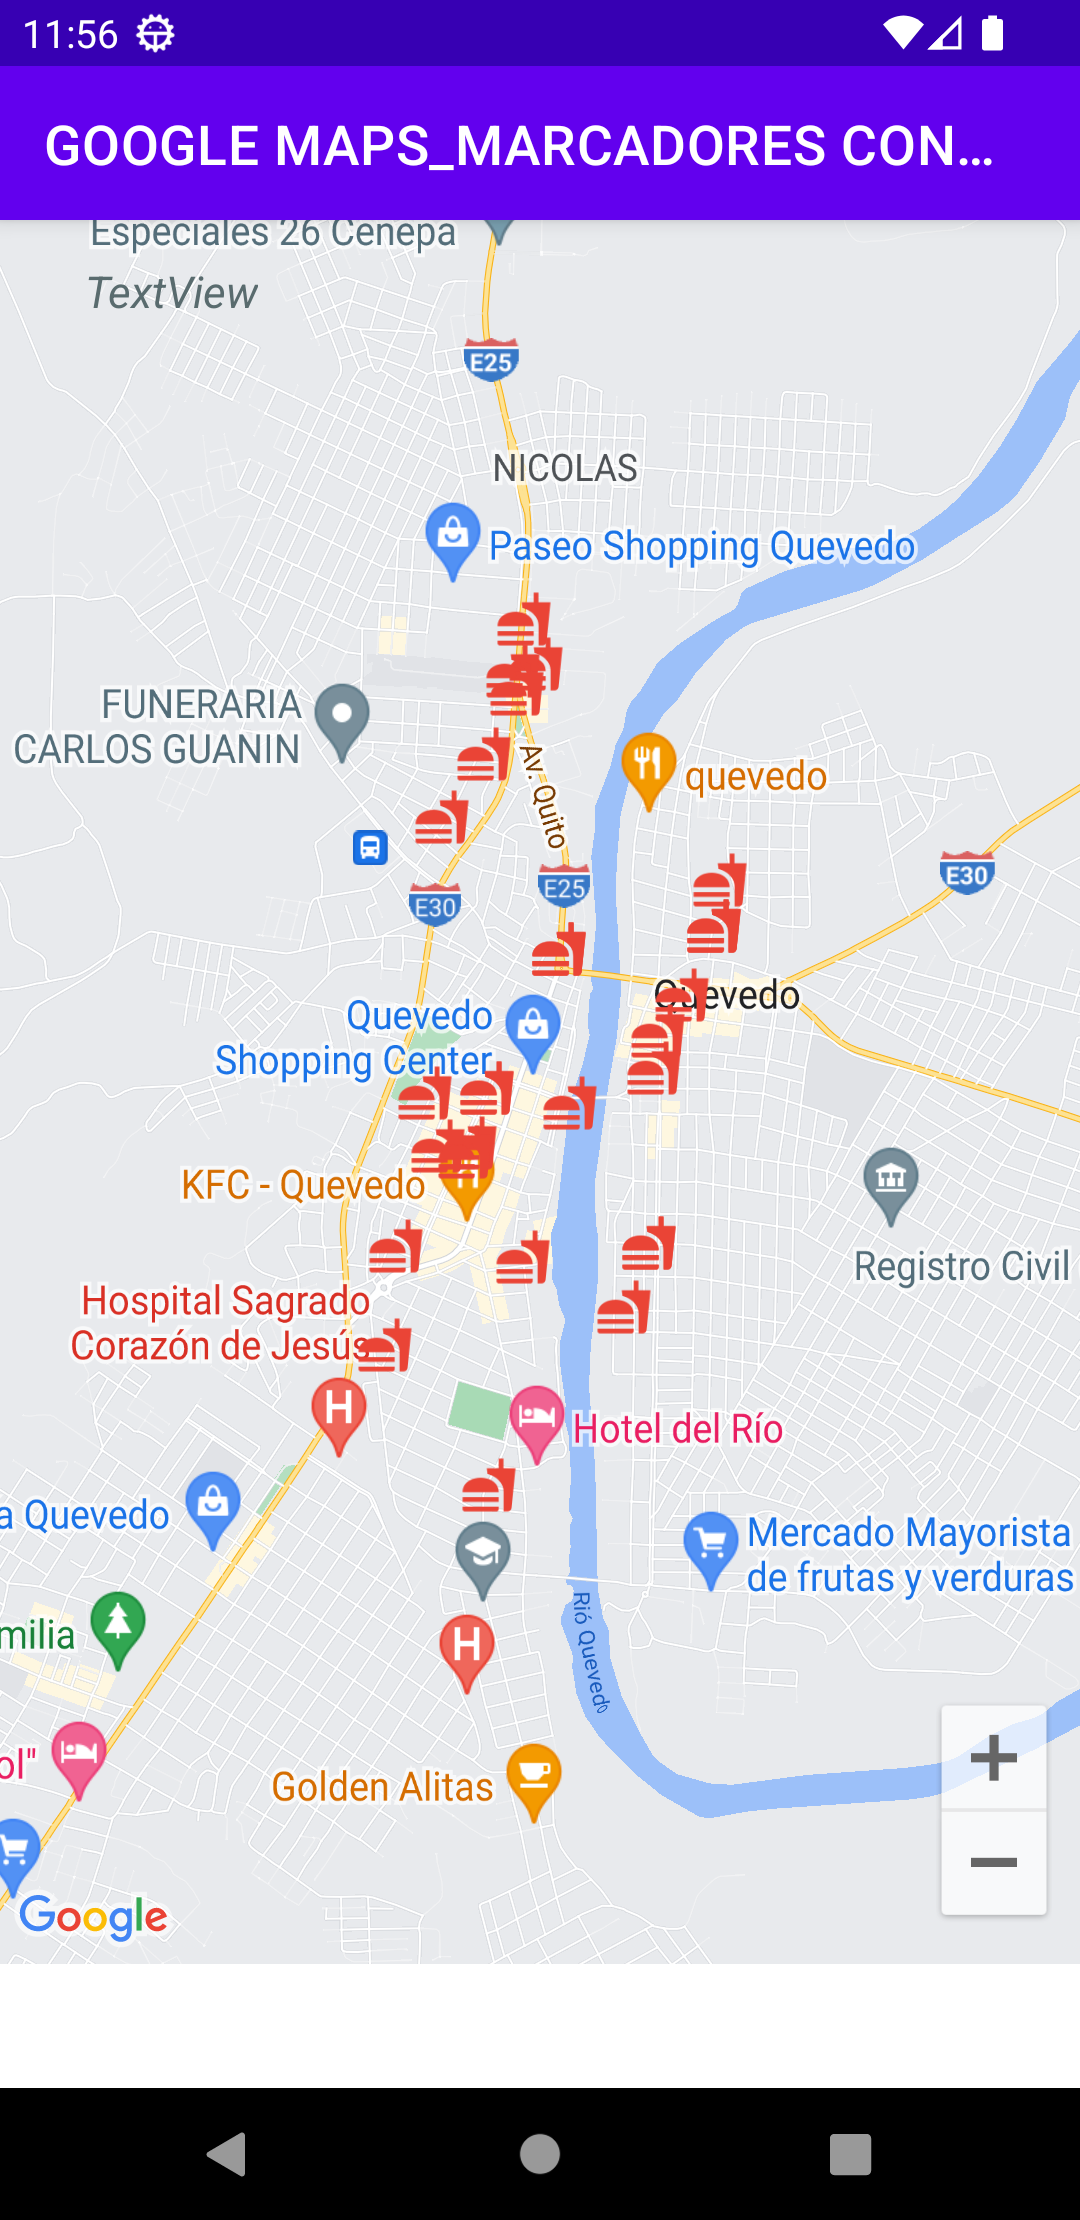 11:56
GOOGLE MAPS_MARCADORES CON...
Especiales 26 Cenepa
TextView
E25
NICOLAS
Paseo Shopping Quevedo
FUNERARIA
CARLOS GUANIN
Av. Quito
quevedo
E25
E30
E30
Quevedo
Quevedo
Shopping Center
KFC - Quevedo
Registro Civil
Hospital Sagrado
Corazón de Jesús
H
Hotel del Río
a Quevedo
Mercado Mayorista
de frutas y verduras
milia
H
Rió Quevedo
ol"
Golden Alitas
Google